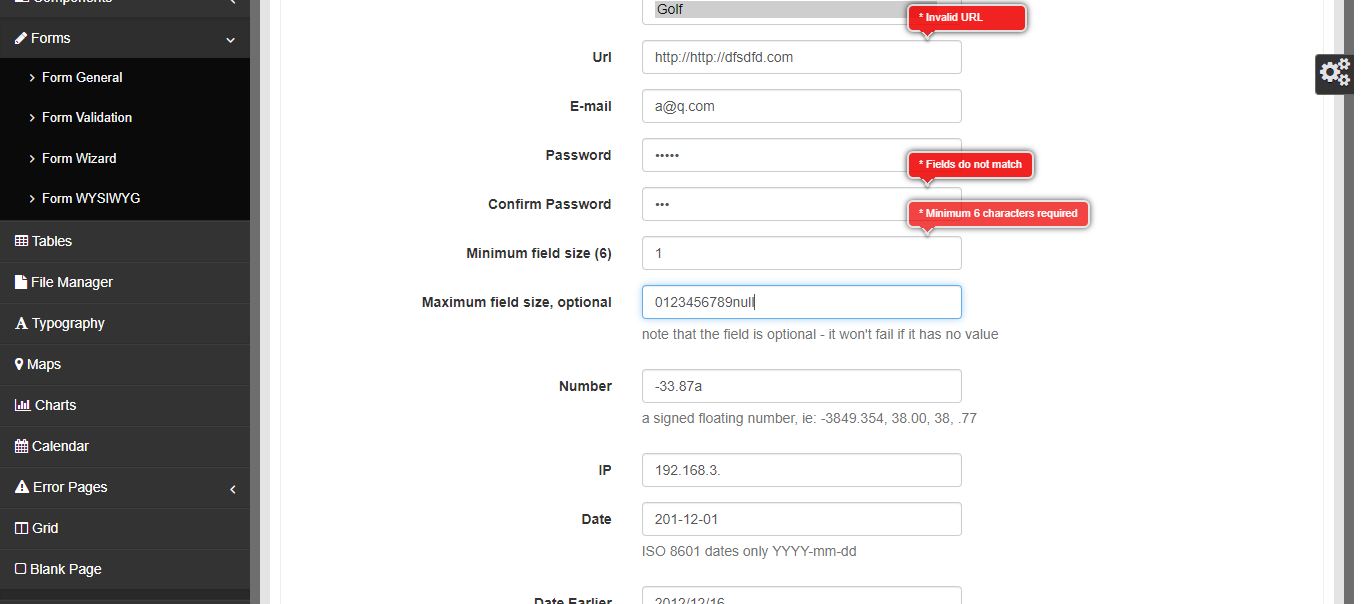 Components
Forms
Form General
Form Validation
Form Wizard
Form WYSIWYG
Tables
File Manager
Typography
Maps
Charts
Calendar
Error Pages
Grid
Blank Page
Golf
* Invalid URL
Url
http://http://dfsdfd.com
E-mail
a@q.com
Password
•••••
* Fields do not match
Confirm Password
•••
* Minimum 6 characters required
Minimum field size (6)
1
Maximum field size, optional
0123456789null
note that the field is optional - it won't fail if it has no value
Number
-33.87a
a signed floating number, ie: -3849.354, 38.00, 38, .77
IP
192.168.3.
Date
201-12-01
ISO 8601 dates only YYYY-mm-dd
Date Earlier
2012/12/16